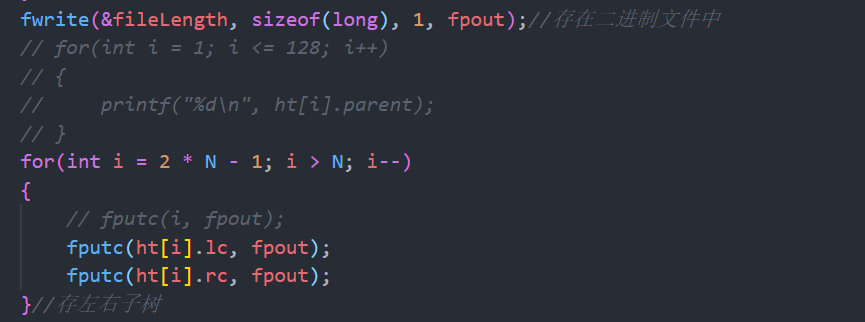 fwrite(&fileLength, sizeof(long), 1, fpout);//存在二进制文件中
// for(int i = 1; i <= 128; i++)
// {
//     printf("%d\n", ht[i].parent);
// }
for(int i = 2 * N - 1; i > N; i--)
{
    // fputc(i, fpout);
    fputc(ht[i].lc, fpout);
    fputc(ht[i].rc, fpout);
}//存左右子树